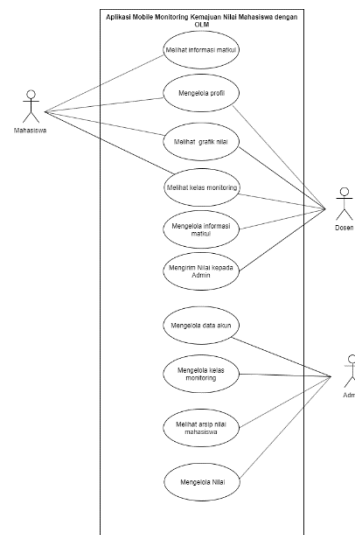 Aplikasi Mobile Monitoring Kemajuan Nilai Mahasiswa dengan
OLM
Melihat informasi matkul
Mengelola profil
Mahasiswa
Melihat grafik nilai
Melihat kelas monitoring
Mengelola informasi
matkul
Dosen
Mengirim Nilai kepada
Admin
Mengelola data akun
Mengelola kelas
monitoring
Adm
Melihat arsip nilai
mahasiswa
Mengelola Nilai